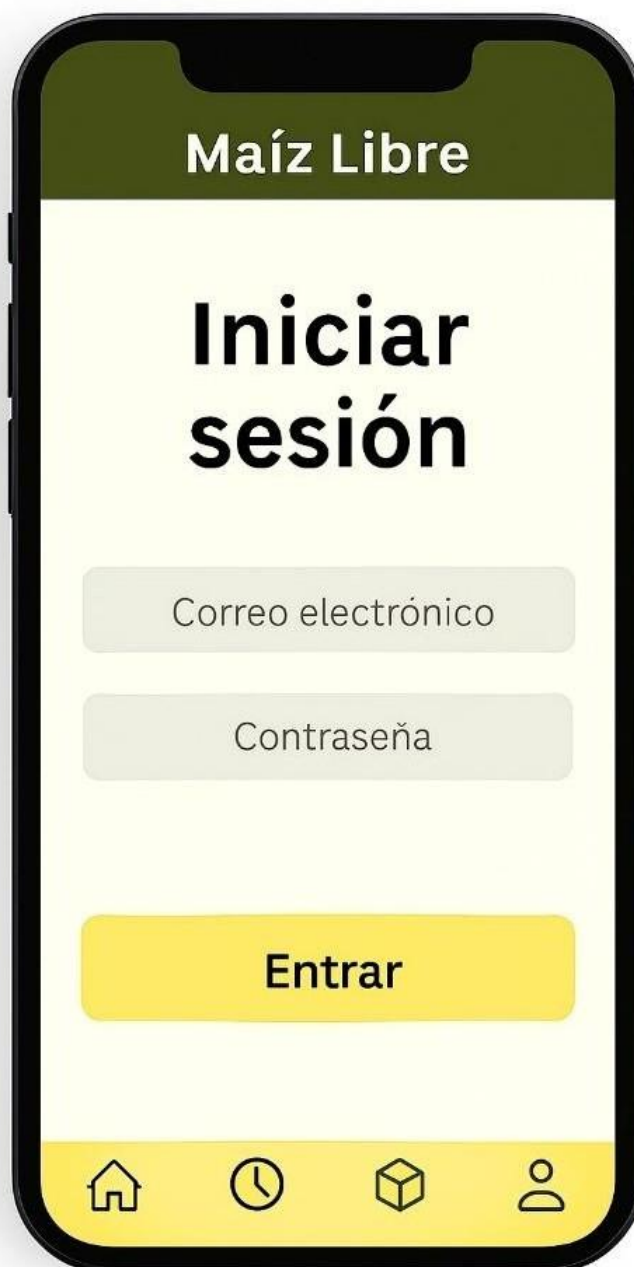 Maíz Libre
Iniciar
sesión
Correo electrónico
Contraseña
Entrar